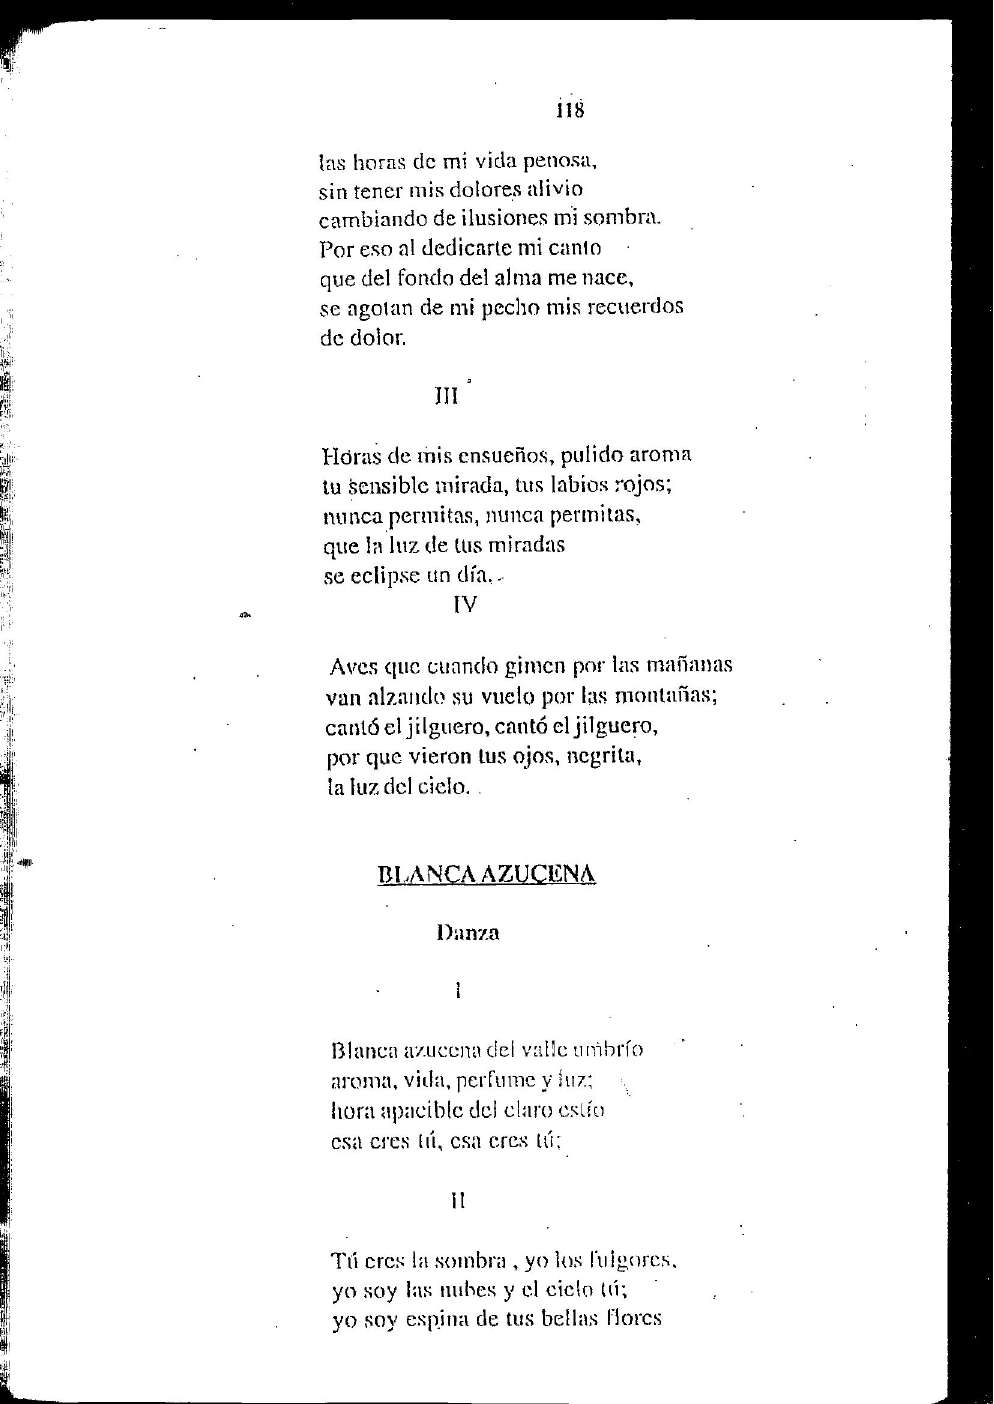 118
las horas de mi vida penosa,
sin tener mis dolores alivio
cambiando de ilusiones mi sombra.
Por eso al dedicarte mi canto
que del fondo del alma me nace,
se agotan de mi pecho mis recuerdos
de dolor.
III
Horas de mis ensueños, pulido aroma
tu sensible mirada, tus labios rojos;
nunca permitas, nunca permitas,
que la luz de tus miradas
se eclipse un día.
IV
Aves que cuando gimen por las mañanas
van alzando su vuelo por las montañas;
cantó el jilguero, cantó el jilguero,
por que vieron tus ojos, negrita,
la luz del cielo.
BLANCA AZUCENA
Danza
I
Blanca azucena del valle umbrío
aroma, vida, perfume y luz;
hora apacible del claro estío
esa eres tú, esa eres tú;
II
Tú eres la sombra , yo los fulgores,
yo soy las nubes y el cielo tú;
yo soy espina de tus bellas flores